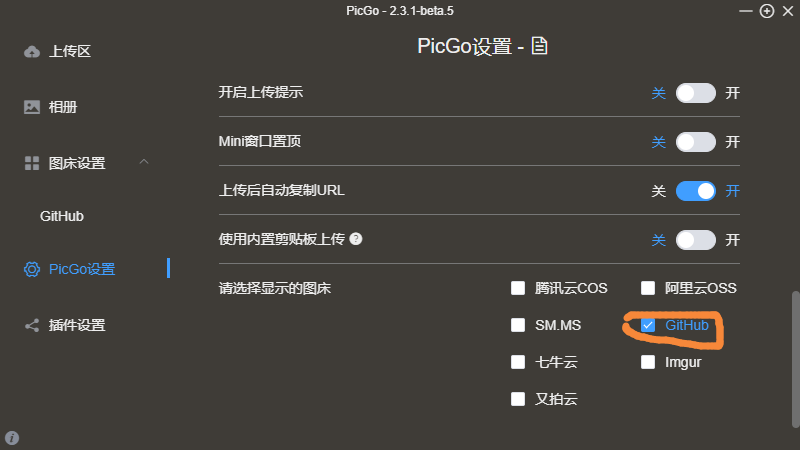 PicGo - 2.3.1-beta.5
上传区
相册
图床设置
GitHub
PicGo设置
插件设置
PicGo设置 -
开启上传提示 关 开
Mini窗口置顶 关 开
上传后自动复制URL 关 开
使用内置剪贴板上传 ? 关 开
请选择显示的图床 腾讯云COS 阿里云OSS
SM.MS GitHub
七牛云 Imgur
又拍云